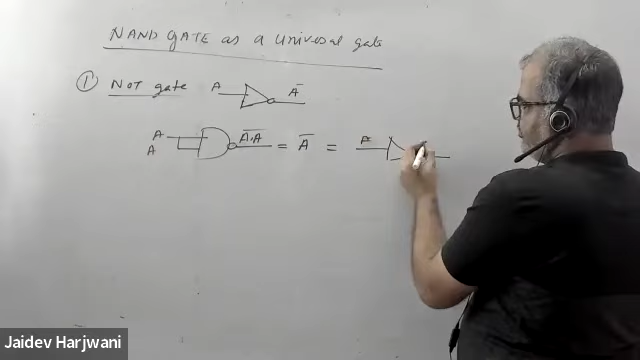 NAND GATE as a Universal gate
① NOT gate A A̅
A A̅.̅A̅ = A̅ = A
A
Jaidev Harjwani